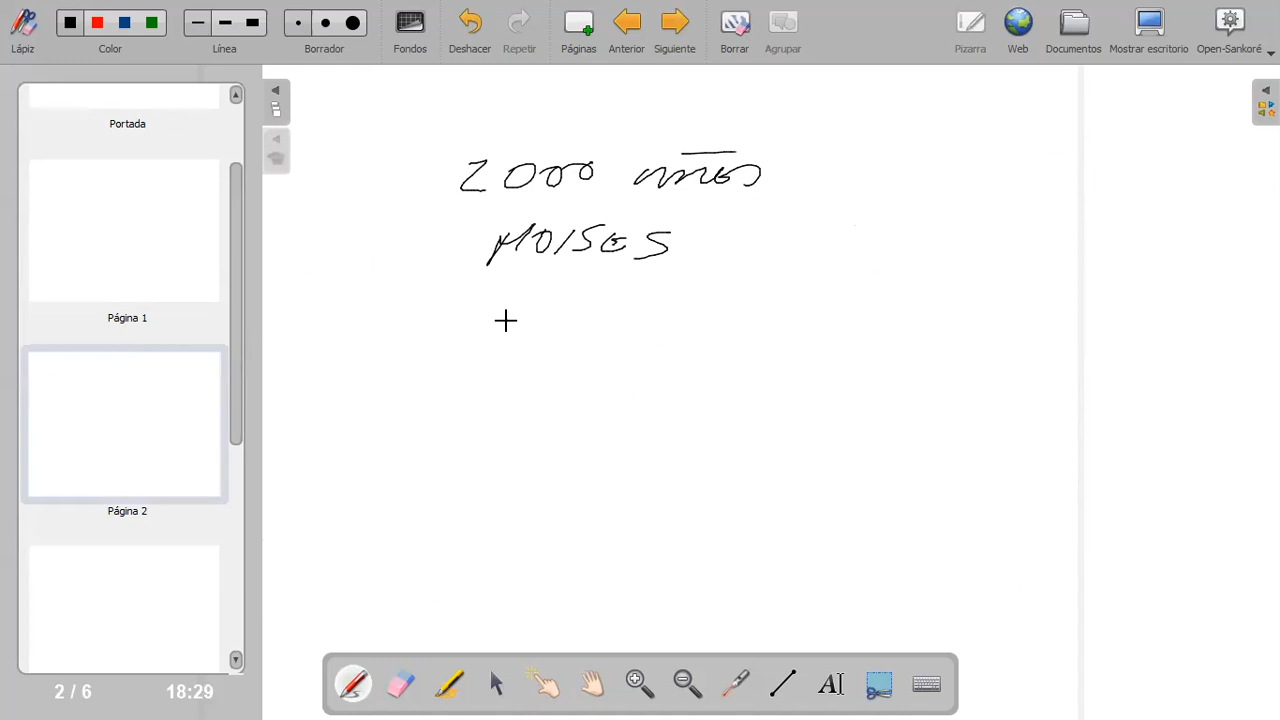 Lápiz
Color
Línea
Borrador
Fondos
Deshacer
Repetir
Páginas
Anterior
Siguiente
Borrar
Agrupar
Pizarra
Web
Documentos
Mostrar escritorio
Open-Sankoré
Portada
Página 1
Página 2
2 / 6
18:29
2000 años
MOISES